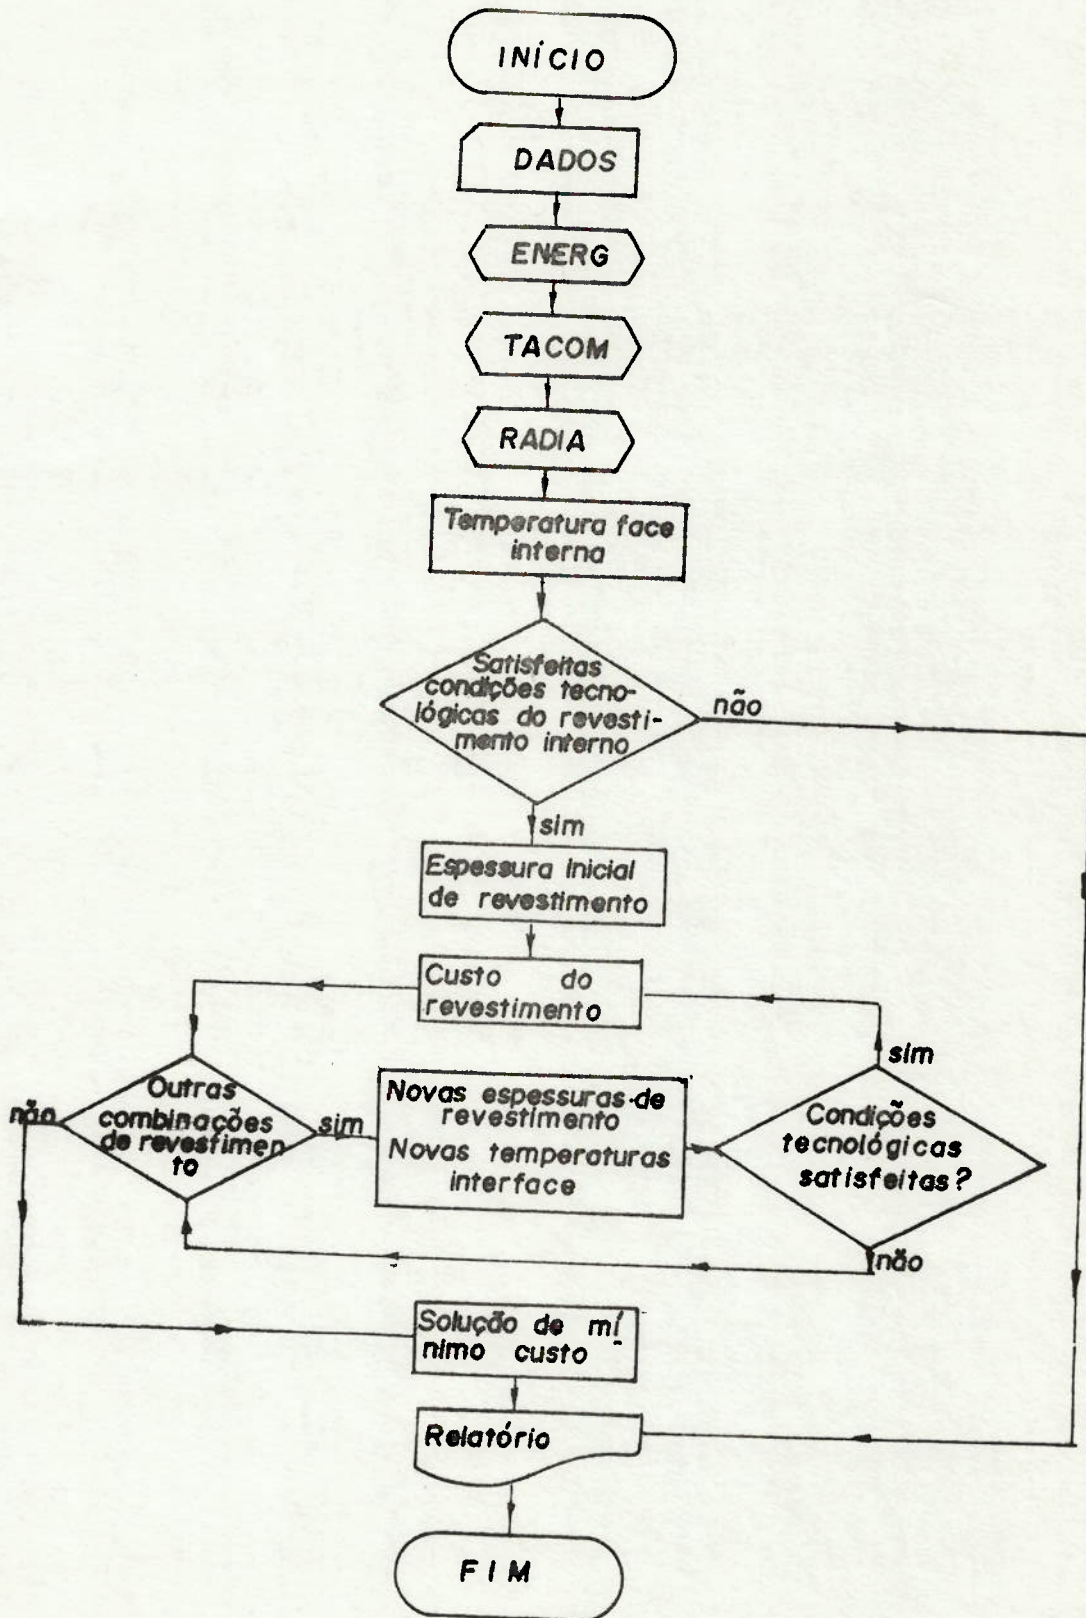 INÍCIO
DADOS
ENERG
TACOM
RADIA
Temperatura face
interna
Satisfeitas
condições tecno-
lógicas do revesti-
mento interno
não
sim
Espessura inicial
de revestimento
Custo do
revestimento
sim
Outras
combinações
de revestimen
to
não
sim
Novas espessuras de
revestimento
Novas temperaturas
interface
Condições
tecnológicas
satisfeitas?
não
Solução de mí
nimo custo
Relatório
FIM